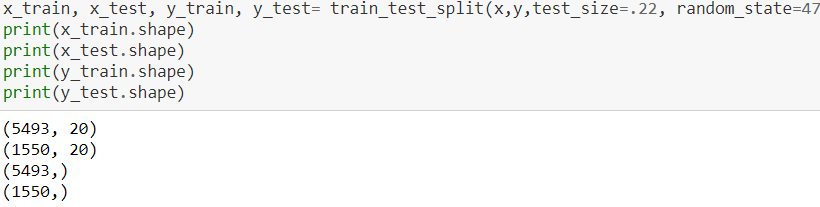 x_train, x_test, y_train, y_test= train_test_split(x,y,test_size=.22, random_state=47
print(x_train.shape)
print(x_test.shape)
print(y_train.shape)
print(y_test.shape)
(5493, 20)
(1550, 20)
(5493,)
(1550,)